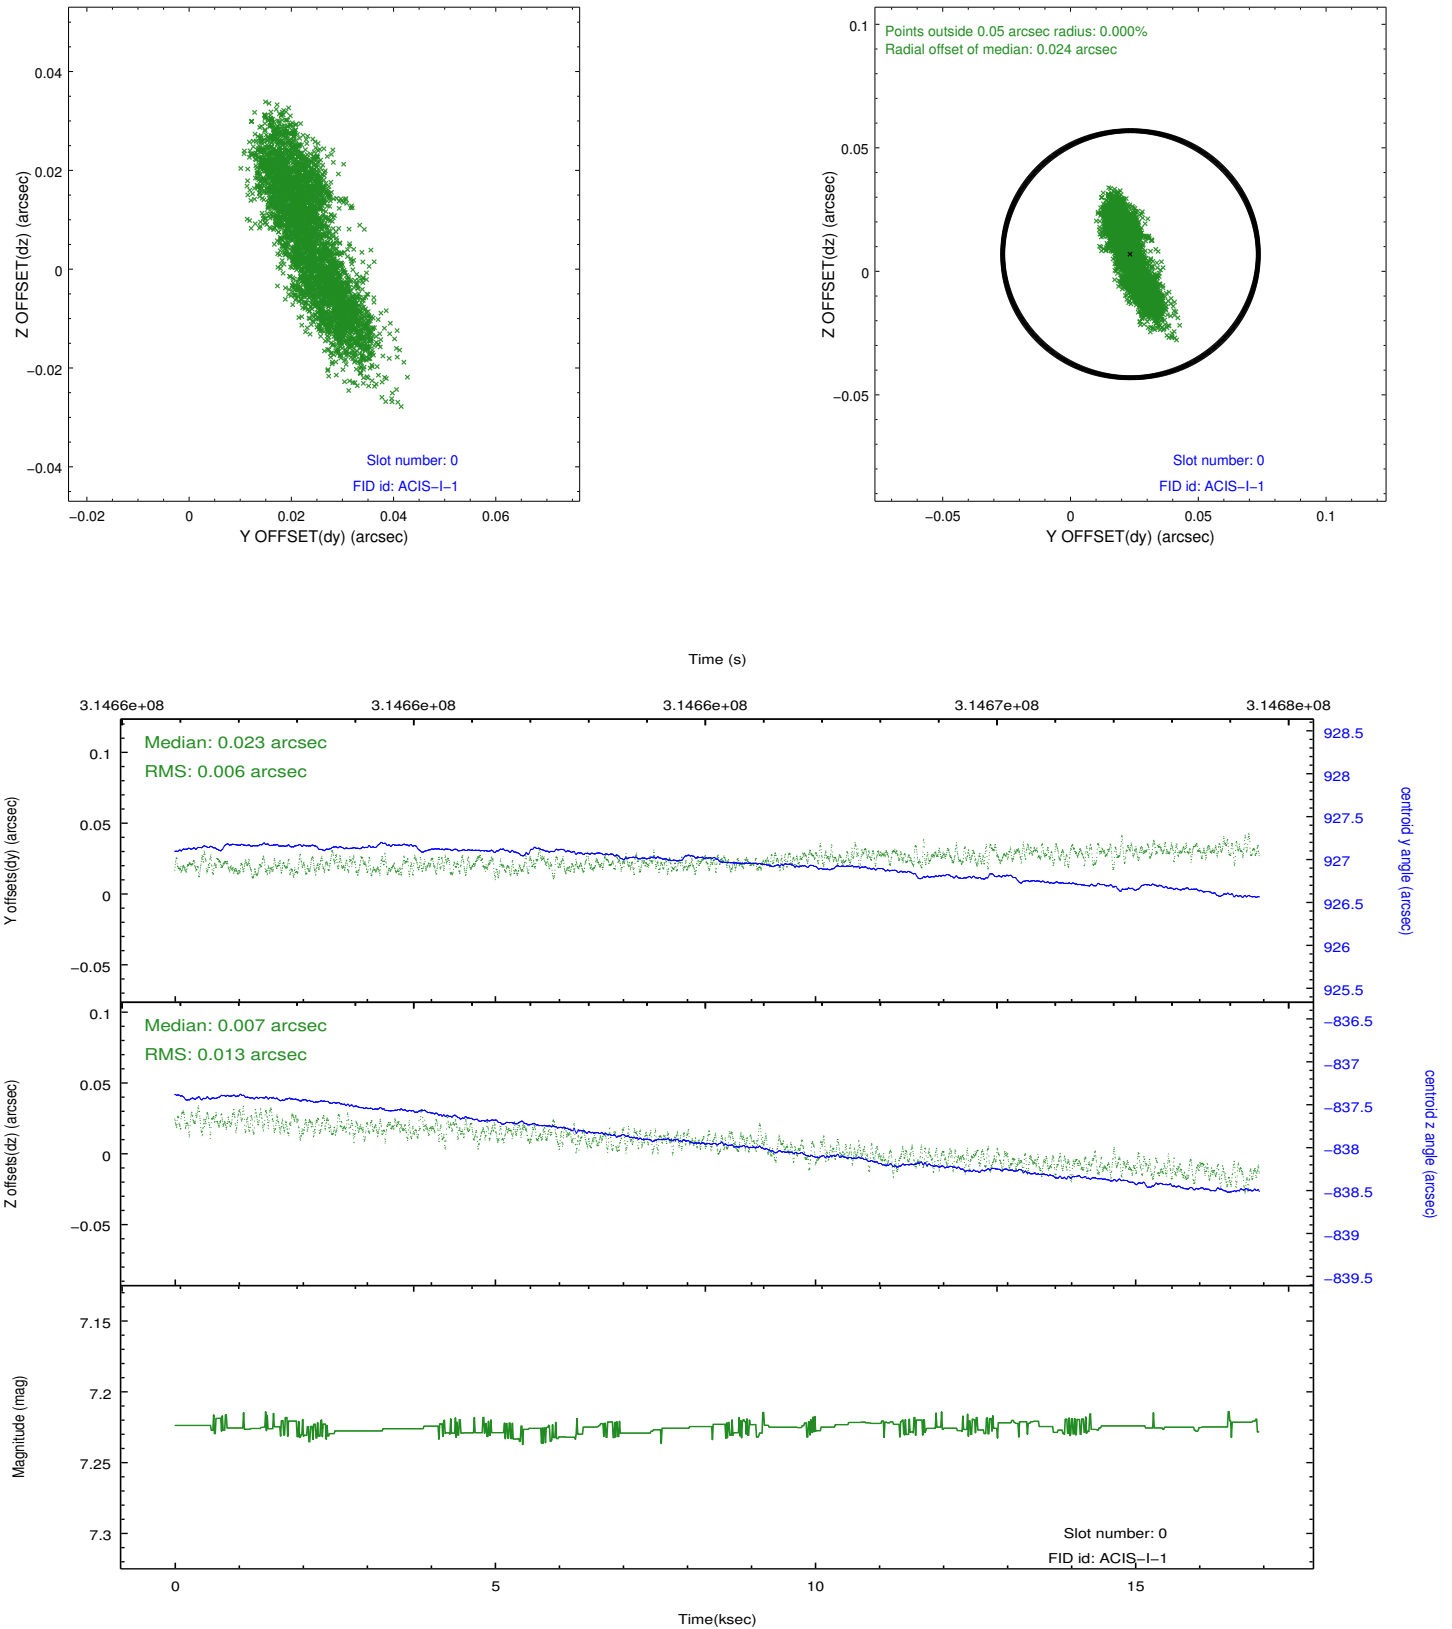 0.04
0.02
0
−0.02
−0.04
Z OFFSET(dz) (arcsec)
Slot number: 0
FID id: ACIS−I−1
−0.02 0 0.02 0.04 0.06
Y OFFSET(dy) (arcsec)
Points outside 0.05 arcsec radius: 0.000%
Radial offset of median: 0.024 arcsec
0.1
0.05
0
−0.05
Z OFFSET(dz) (arcsec)
Slot number: 0
FID id: ACIS−I−1
−0.05 0 0.05 0.1
Y OFFSET(dy) (arcsec)
Time (s)
3.1466e+08 3.1466e+08 3.1466e+08 3.1467e+08 3.1468e+08
Median: 0.023 arcsec
RMS: 0.006 arcsec
0.1
0.05
0
−0.05
Y offsets(dy) (arcsec)
928.5
928
927.5
927
926.5
926
925.5
centroid y angle (arcsec)
Median: 0.007 arcsec
RMS: 0.013 arcsec
0.1
0.05
0
−0.05
Z offsets(dz) (arcsec)
−836.5
−837
−837.5
−838
−838.5
−839
−839.5
centroid z angle (arcsec)
7.15
7.2
7.25
7.3
Magnitude (mag)
Slot number: 0
FID id: ACIS−I−1
0 5 10 15
Time(ksec)